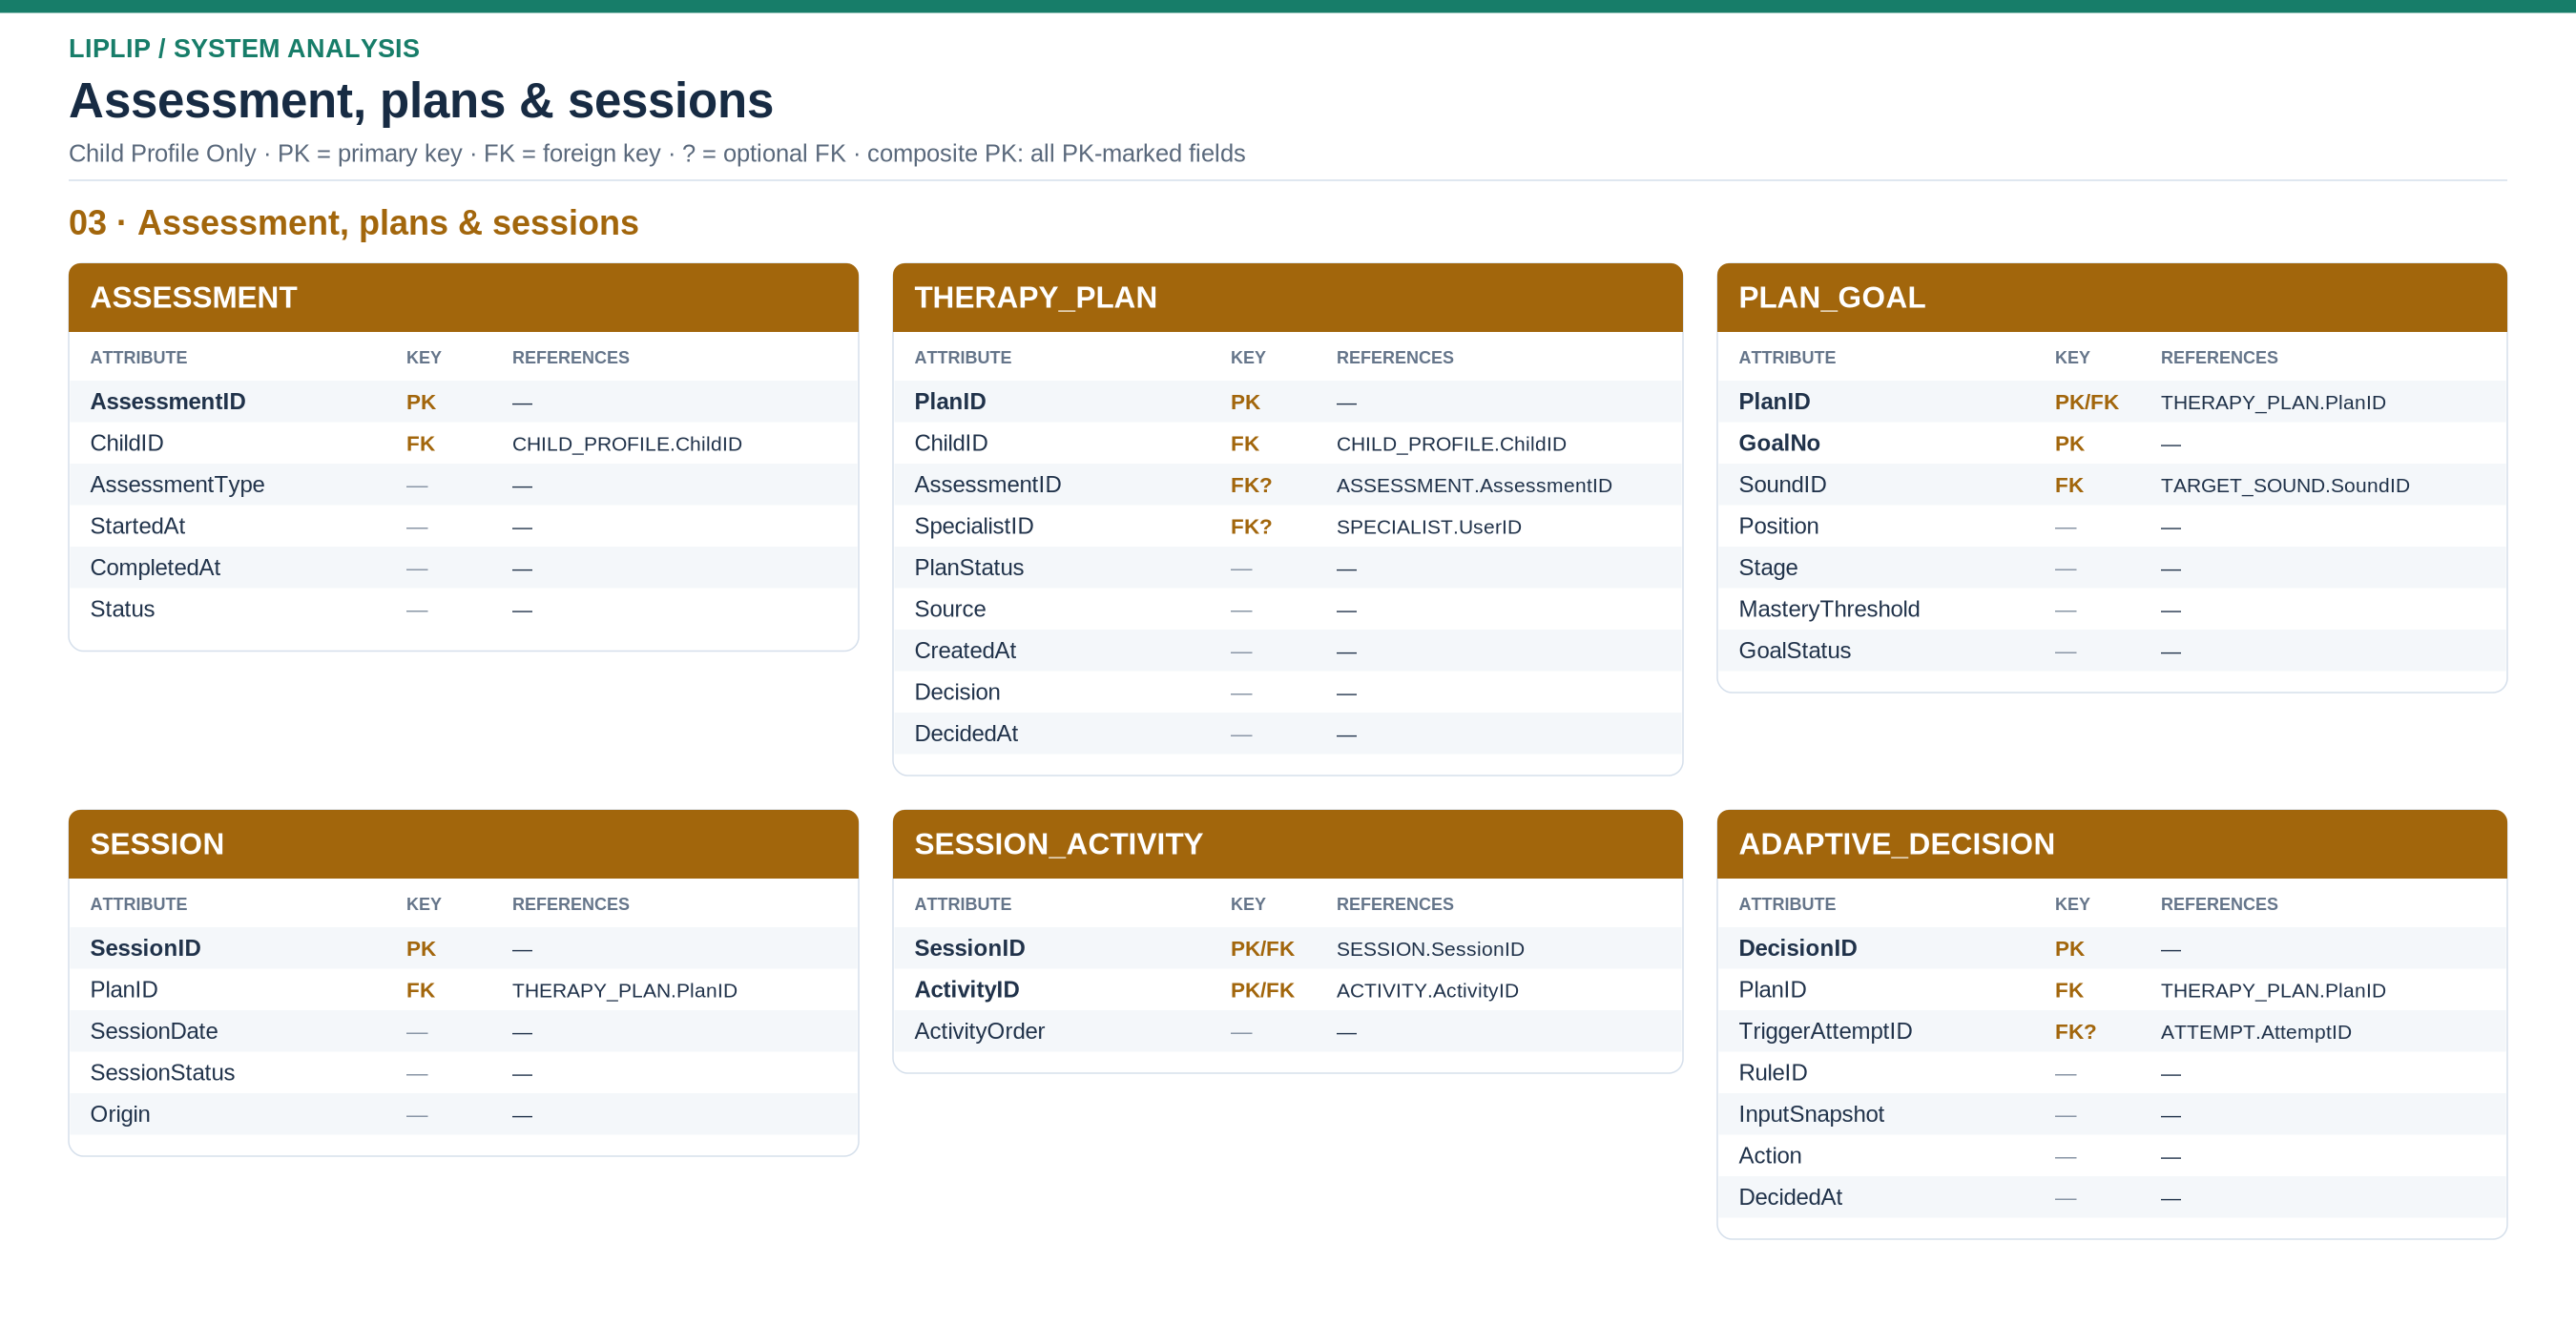 LIPLIP / SYSTEM ANALYSIS
Assessment, plans & sessions
Child Profile Only · PK = primary key · FK = foreign key · ? = optional FK · composite PK: all PK-marked fields
03 · Assessment, plans & sessions
ASSESSMENT
ATTRIBUTE KEY REFERENCES
AssessmentID PK —
ChildID FK CHILD_PROFILE.ChildID
AssessmentType — —
StartedAt — —
CompletedAt — —
Status — —
THERAPY_PLAN
ATTRIBUTE KEY REFERENCES
PlanID PK —
ChildID FK CHILD_PROFILE.ChildID
AssessmentID FK? ASSESSMENT.AssessmentID
SpecialistID FK? SPECIALIST.UserID
PlanStatus — —
Source — —
CreatedAt — —
Decision — —
DecidedAt — —
PLAN_GOAL
ATTRIBUTE KEY REFERENCES
PlanID PK/FK THERAPY_PLAN.PlanID
GoalNo PK —
SoundID FK TARGET_SOUND.SoundID
Position — —
Stage — —
MasteryThreshold — —
GoalStatus — —
SESSION
ATTRIBUTE KEY REFERENCES
SessionID PK —
PlanID FK THERAPY_PLAN.PlanID
SessionDate — —
SessionStatus — —
Origin — —
SESSION_ACTIVITY
ATTRIBUTE KEY REFERENCES
SessionID PK/FK SESSION.SessionID
ActivityID PK/FK ACTIVITY.ActivityID
ActivityOrder — —
ADAPTIVE_DECISION
ATTRIBUTE KEY REFERENCES
DecisionID PK —
PlanID FK THERAPY_PLAN.PlanID
TriggerAttemptID FK? ATTEMPT.AttemptID
RuleID — —
InputSnapshot — —
Action — —
DecidedAt — —